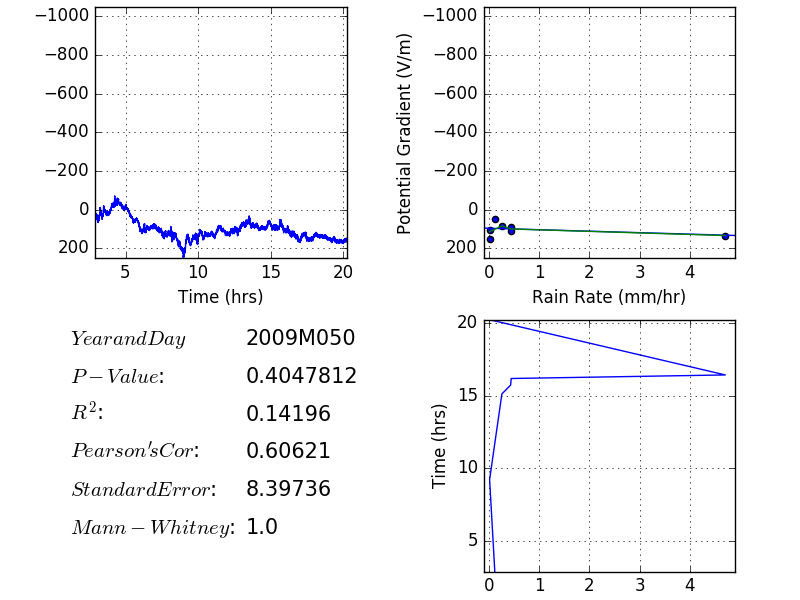 −1000
−800
−600
−400
−200
0
200
5 10 15 20
Time (hrs)
−1000
−800
−600
−400
−200
0
200
Potential Gradient (V/m)
0 1 2 3 4
Rain Rate (mm/hr)
YearandDay 2009M050
P−Value: 0.4047812
R²: 0.14196
Pearson'sCor: 0.60621
StandardError: 8.39736
Mann−Whitney: 1.0
20
15
10
5
Time (hrs)
0 1 2 3 4